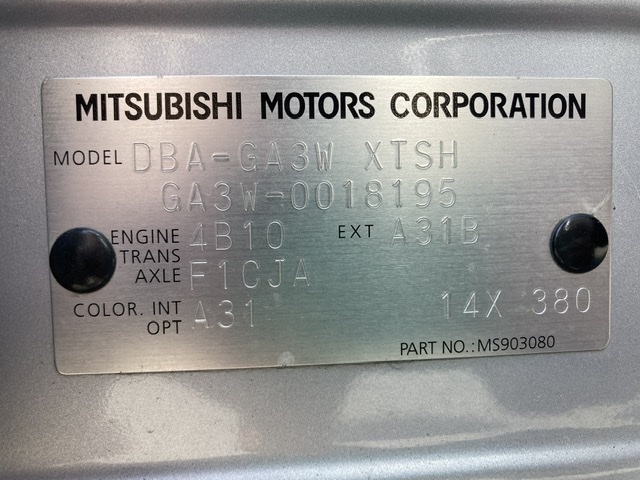 MITSUBISHI MOTORS CORPORATION
MODEL DBA-GA3W XTSH
GA3W-0018195
ENGINE 4B10 EXT A31B
TRANS
AXLE F1CJA
COLOR. INT A31 14X 380
OPT
PART NO.:MS903080